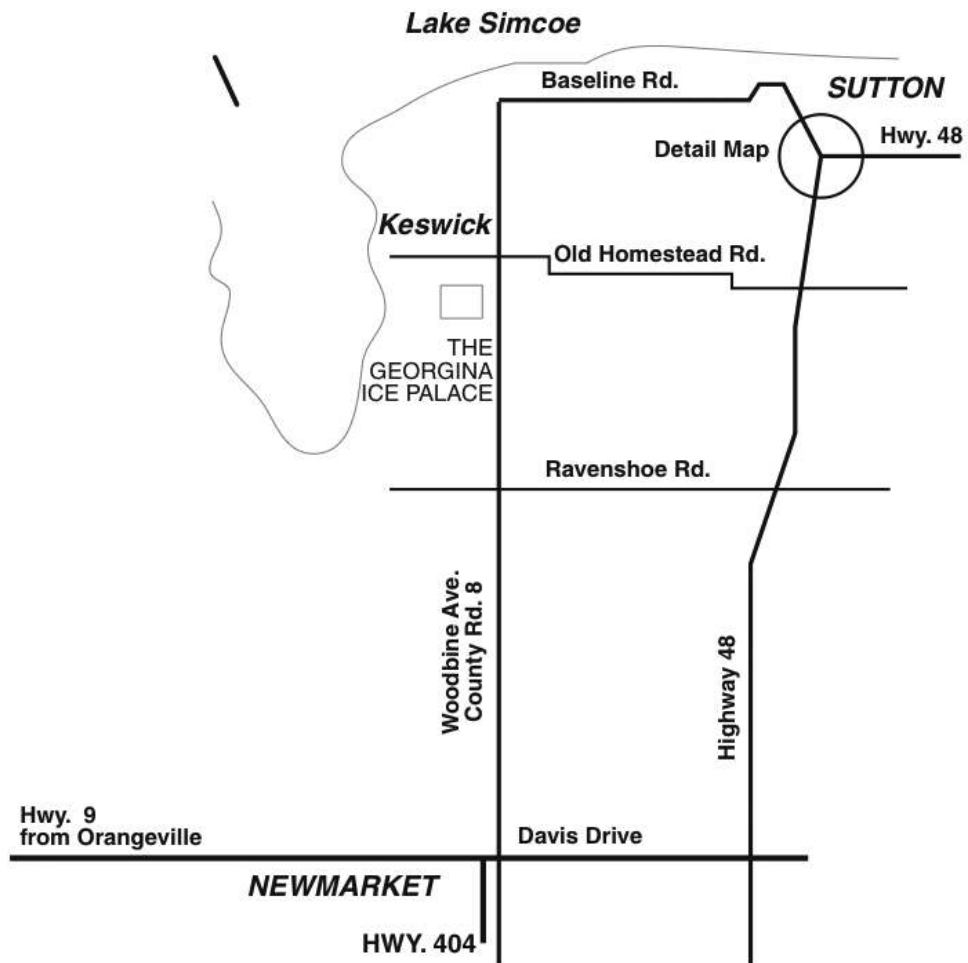 Lake Simcoe
Baseline Rd.
SUTTON
Hwy. 48
Detail Map
Keswick
Old Homestead Rd.
THE
GEORGINA
ICE PALACE
Ravenshoe Rd.
Woodbine Ave.
County Rd. 8
Highway 48
Hwy. 9
from Orangeville
Davis Drive
NEWMARKET
HWY. 404